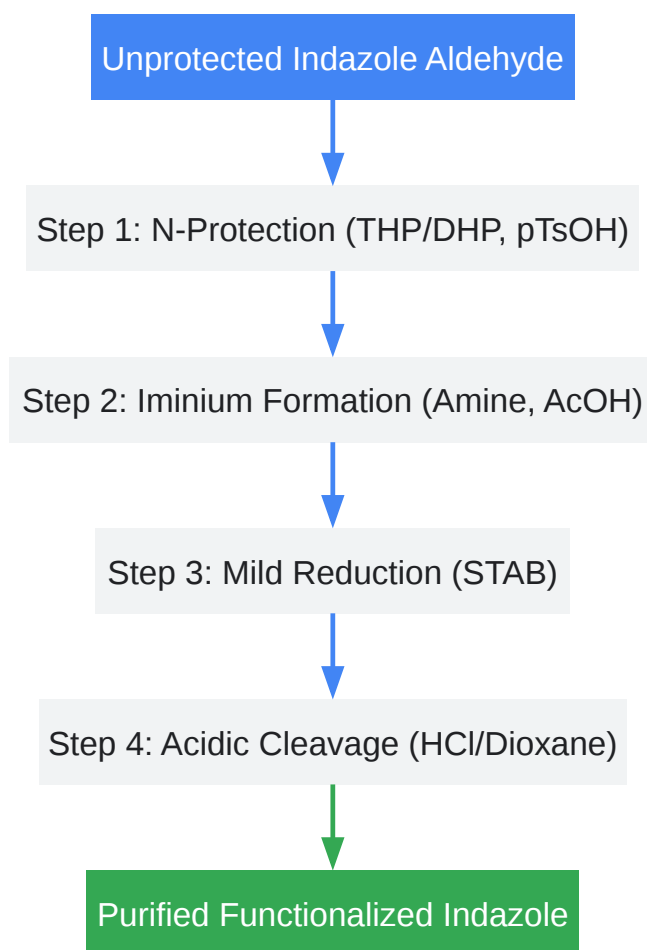 Unprotected Indazole Aldehyde
Step 1: N-Protection (THP/DHP, pTsOH)
Step 2: Iminium Formation (Amine, AcOH)
Step 3: Mild Reduction (STAB)
Step 4: Acidic Cleavage (HCl/Dioxane)
Purified Functionalized Indazole